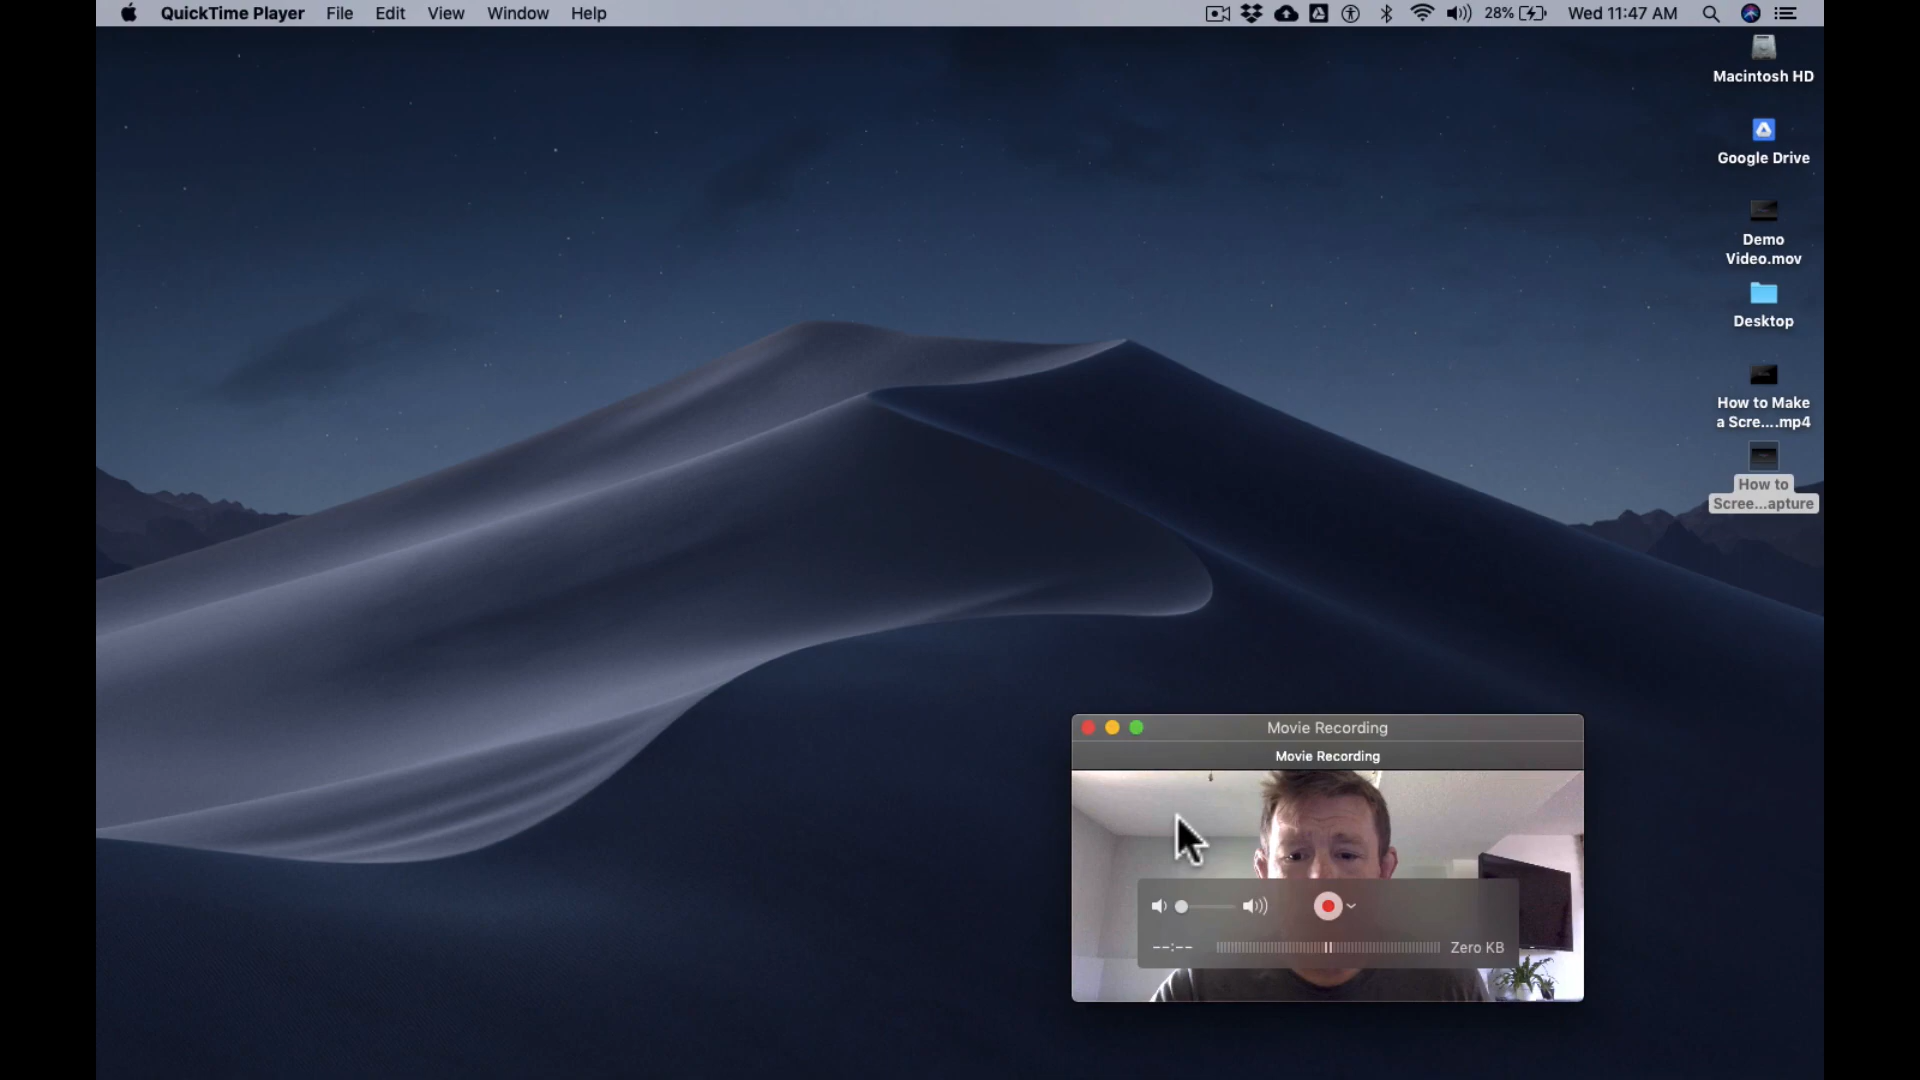 QuickTime Player File Edit View Window Help 28% Wed 11:47 AM
Macintosh HD
Google Drive
Demo
Video.mov
Desktop
How to Make
a Scre....mp4
How to
Scree...apture
Movie Recording
Movie Recording
--:-- Zero KB